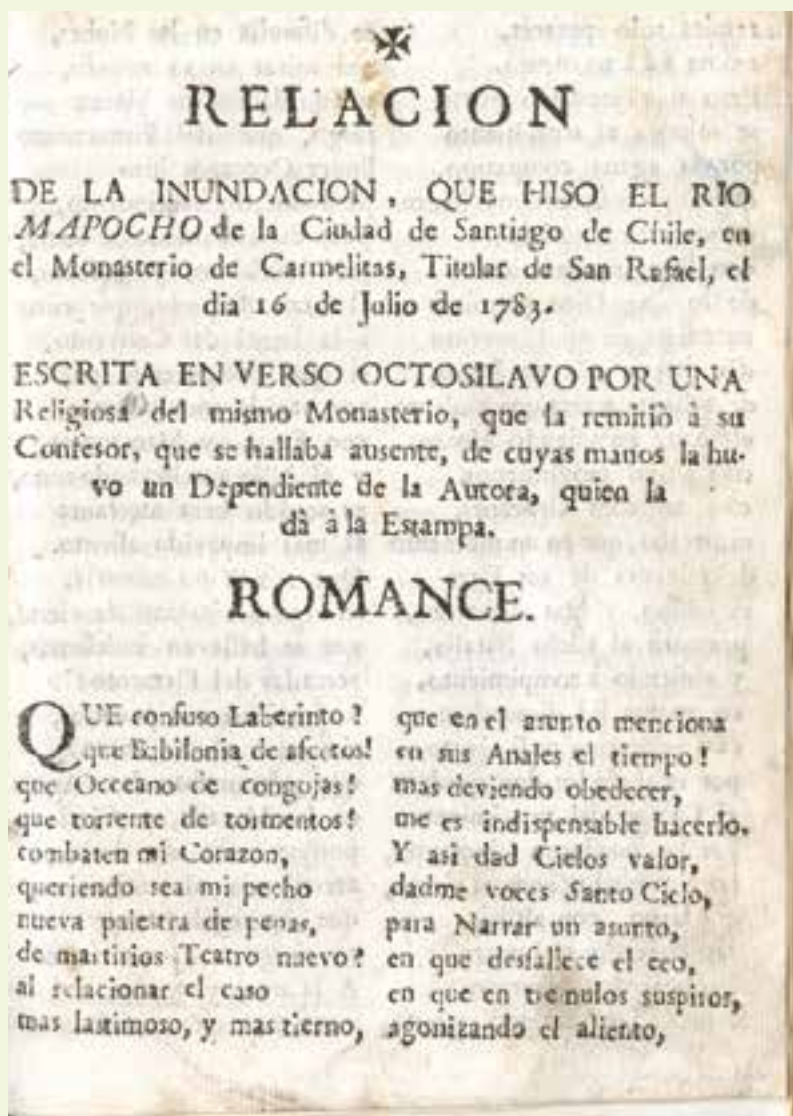 ✠
RELACION
DE LA INUNDACION, QUE HISO EL RIO
MAPOCHO de la Ciudad de Santiago de Chile, en
el Monasterio de Carmelitas, Titular de San Rafael, el
dia 16 de Julio de 1783.
ESCRITA EN VERSO OCTOSILAVO POR UNA
Religiosa del mismo Monasterio, que la remitiò à su
Confesor, que se hallaba ausente, de cuyas manos la hu-
vo un Dependiente de la Autora, quien la
dà à la Estampa.
ROMANCE.
QUE confuso Laberinto?
que Babilonia de afectos!
que Occeano de congojas!
que torrente de tormentos!
combaten mi Corazon,
queriendo sea mi pecho
nueva palestra de penas,
de martirios Teatro nuevo?
al relacionar el caso
mas lastimoso, y mas tierno,
que en el asunto menciona
en sus Anales el tiempo!
mas deviendo obedecer,
me es indispensable hacerlo.
Y asi dad Cielos valor,
dadme voces Santo Cielo,
para Narrar un asunto,
en que desfallece el eco,
en que en tremulos suspiros,
agonizando el aliento,